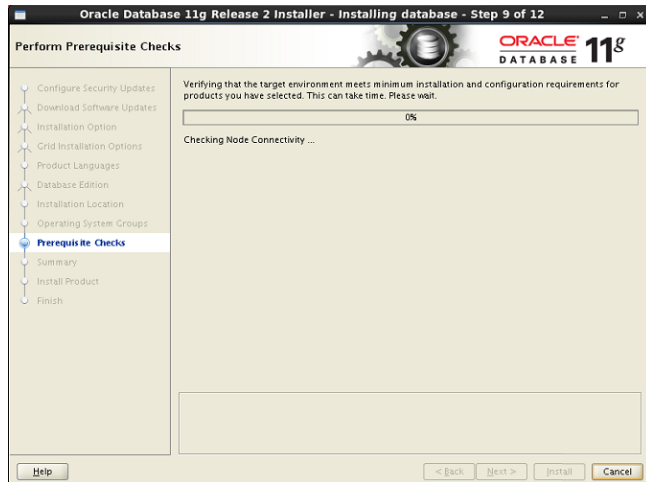 Oracle Database 11g Release 2 Installer - Installing database - Step 9 of 12
Perform Prerequisite Checks
ORACLE
DATABASE
11g
Configure Security Updates
Download Software Updates
Installation Option
Grid Installation Options
Product Languages
Database Edition
Installation Location
Operating System Groups
Prerequisite Checks
Summary
Install Product
Finish
Verifying that the target environment meets minimum installation and configuration requirements for
products you have selected. This can take time. Please wait.
0%
Checking Node Connectivity ...
Help
< Back
Next >
Install
Cancel